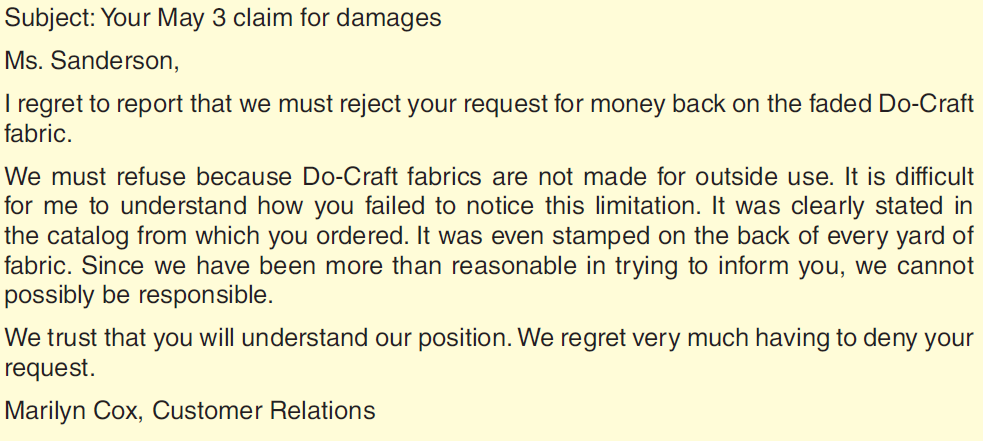 Subject: Your May 3 claim for damages
Ms. Sanderson,
I regret to report that we must reject your request for money back on the faded Do-Craft
fabric.
We must refuse because Do-Craft fabrics are not made for outside use. It is difficult
for me to understand how you failed to notice this limitation. It was clearly stated in
the catalog from which you ordered. It was even stamped on the back of every yard of
fabric. Since we have been more than reasonable in trying to inform you, we cannot
possibly be responsible.
We trust that you will understand our position. We regret very much having to deny your
request.
Marilyn Cox, Customer Relations